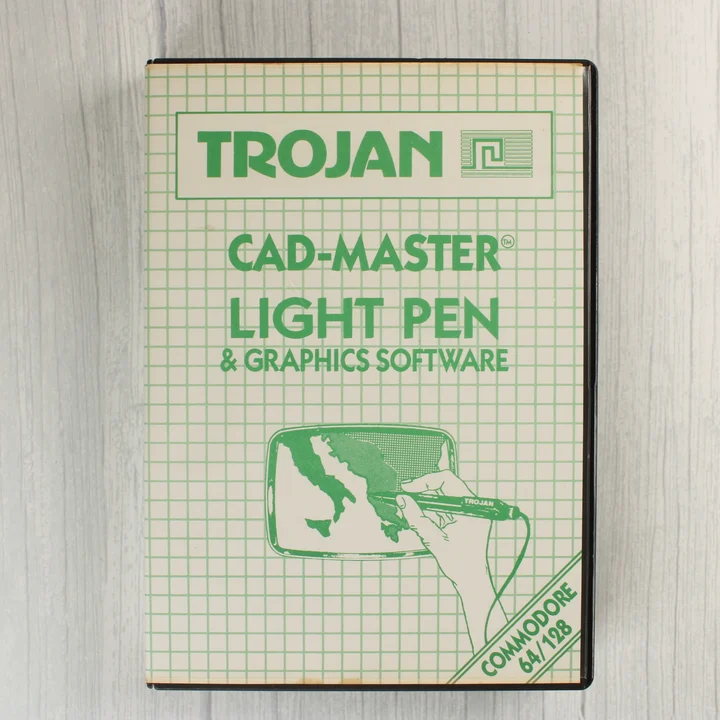 TROJAN
CAD-MASTER™
LIGHT PEN
& GRAPHICS SOFTWARE
TROJAN
COMMODORE
64/128